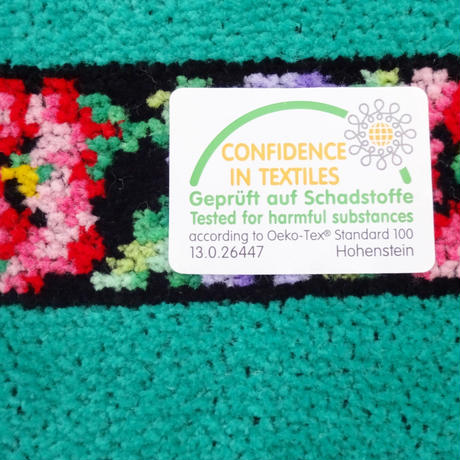 CONFIDENCE
IN TEXTILES
Geprüft auf Schadstoffe
Tested for harmful substances
according to Oeko-Tex® Standard 100
13.0.26447 Hohenstein